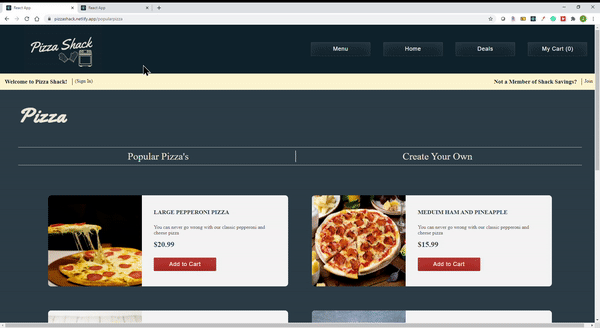 React App
React App
pizzashack.netlify.app/popularpizza
Pizza Shack
Menu
Home
Deals
My Cart (0)
Welcome to Pizza Shack!
(Sign In)
Not a Member of Shack Savings?
Join
Pizza
Popular Pizza's
Create Your Own
LARGE PEPPERONI PIZZA
You can never go wrong with our classic pepperoni and
cheese pizza
$20.99
Add to Cart
MEDUIM HAM AND PINEAPPLE
You can never go wrong with our classic pepperoni and
cheese pizza
$15.99
Add to Cart